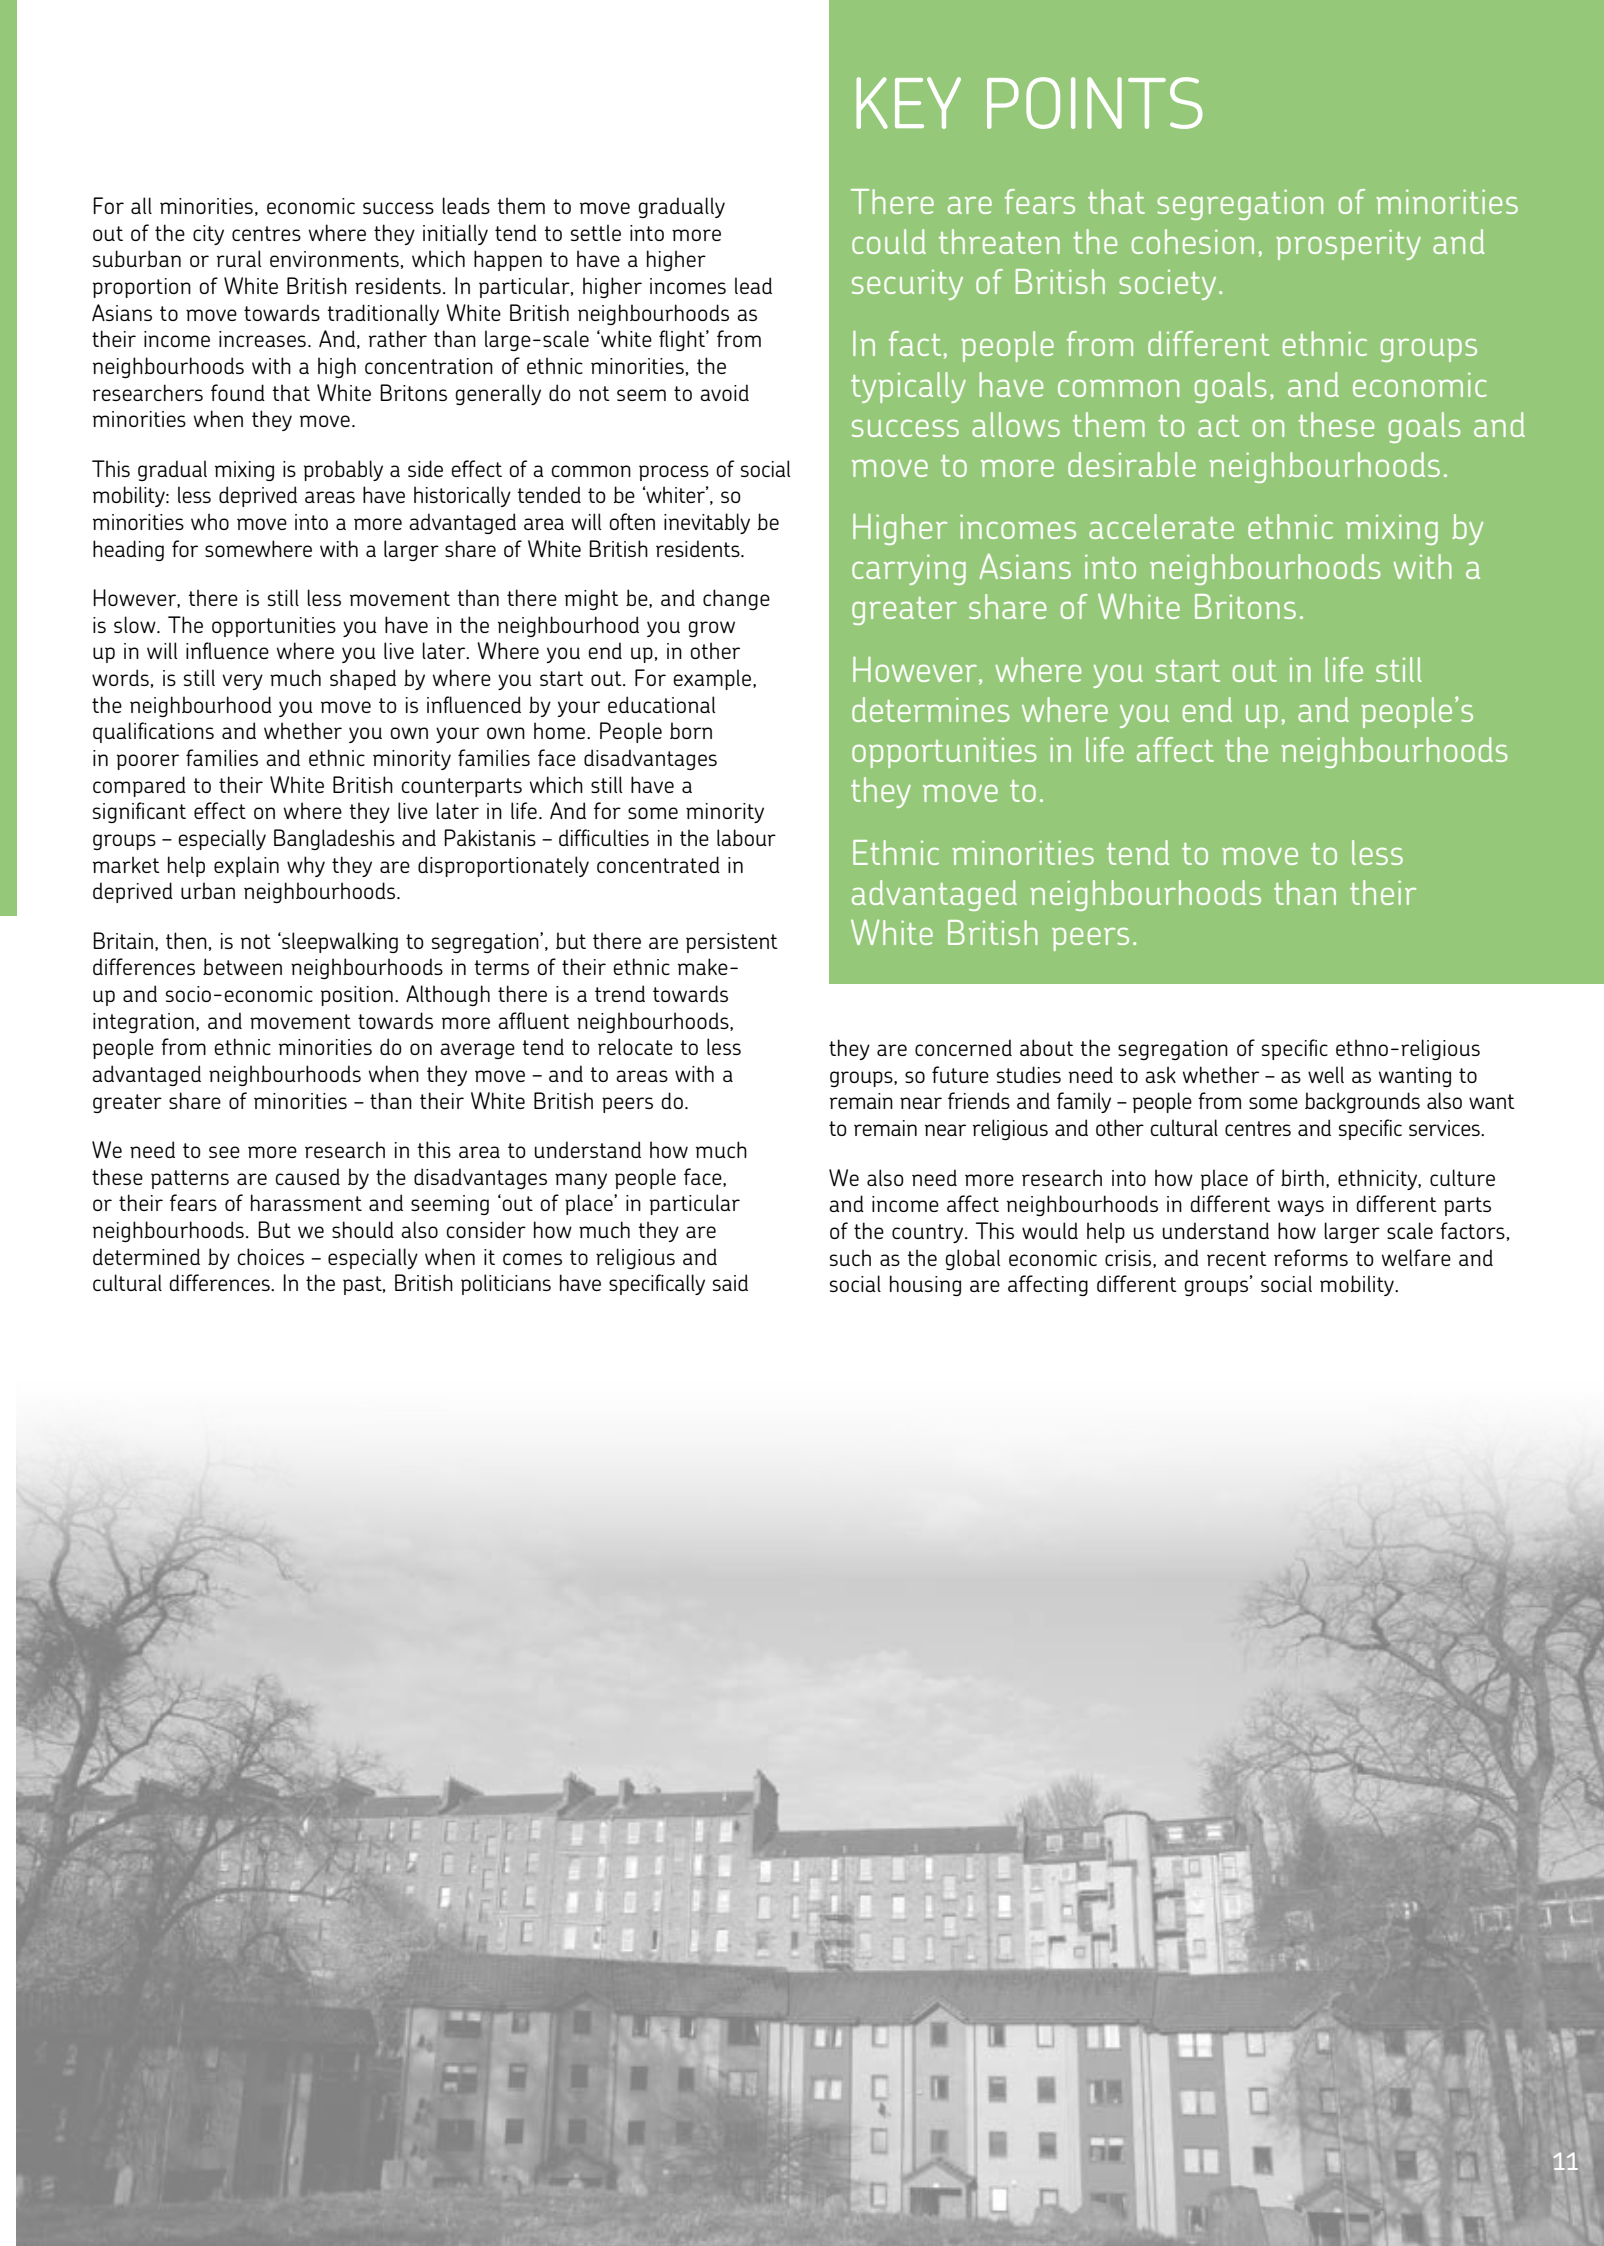 For all minorities, economic success leads them to move gradually
out of the city centres where they initially tend to settle into more
suburban or rural environments, which happen to have a higher
proportion of White British residents. In particular, higher incomes lead
Asians to move towards traditionally White British neighbourhoods as
their income increases. And, rather than large-scale ‘white flight’ from
neighbourhoods with a high concentration of ethnic minorities, the
researchers found that White Britons generally do not seem to avoid
minorities when they move.
This gradual mixing is probably a side effect of a common process of social
mobility: less deprived areas have historically tended to be ‘whiter’, so
minorities who move into a more advantaged area will often inevitably be
heading for somewhere with a larger share of White British residents.
However, there is still less movement than there might be, and change
is slow. The opportunities you have in the neighbourhood you grow
up in will influence where you live later. Where you end up, in other
words, is still very much shaped by where you start out. For example,
the neighbourhood you move to is influenced by your educational
qualifications and whether you own your own home. People born
in poorer families and ethnic minority families face disadvantages
compared to their White British counterparts which still have a
significant effect on where they live later in life. And for some minority
groups – especially Bangladeshis and Pakistanis – difficulties in the labour
market help explain why they are disproportionately concentrated in
deprived urban neighbourhoods.
Britain, then, is not ‘sleepwalking to segregation’, but there are persistent
differences between neighbourhoods in terms of their ethnic make-
up and socio-economic position. Although there is a trend towards
integration, and movement towards more affluent neighbourhoods,
people from ethnic minorities do on average tend to relocate to less
advantaged neighbourhoods when they move – and to areas with a
greater share of minorities – than their White British peers do.
We need to see more research in this area to understand how much
these patterns are caused by the disadvantages many people face,
or their fears of harassment and seeming ‘out of place’ in particular
neighbourhoods. But we should also consider how much they are
determined by choices – especially when it comes to religious and
cultural differences. In the past, British politicians have specifically said
KEY POINTS
There are fears that segregation of minorities
could threaten the cohesion, prosperity and
security of British society.
In fact, people from different ethnic groups
typically have common goals, and economic
success allows them to act on these goals and
move to more desirable neighbourhoods.
Higher incomes accelerate ethnic mixing by
carrying Asians into neighbourhoods with a
greater share of White Britons.
However, where you start out in life still
determines where you end up, and people’s
opportunities in life affect the neighbourhoods
they move to.
Ethnic minorities tend to move to less
advantaged neighbourhoods than their
White British peers.
they are concerned about the segregation of specific ethno-religious
groups, so future studies need to ask whether – as well as wanting to
remain near friends and family – people from some backgrounds also want
to remain near religious and other cultural centres and specific services.
We also need more research into how place of birth, ethnicity, culture
and income affect neighbourhoods in different ways in different parts
of the country. This would help us understand how larger scale factors,
such as the global economic crisis, and recent reforms to welfare and
social housing are affecting different groups’ social mobility.
11